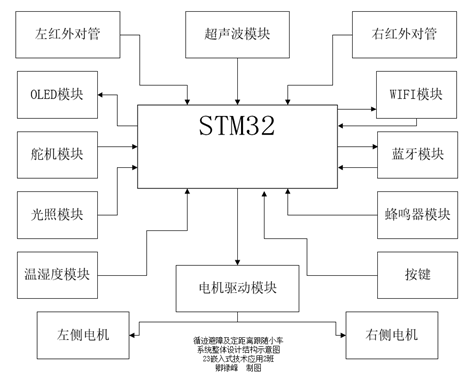 左红外对管
超声波模块
右红外对管
OLED模块
STM32
WIFI模块
舵机模块
蓝牙模块
光照模块
蜂鸣器模块
温湿度模块
电机驱动模块
按键
左侧电机
右侧电机
循迹避障及定距离跟随小车
系统整体设计结构示意图
23嵌入式技术应用2班
制图